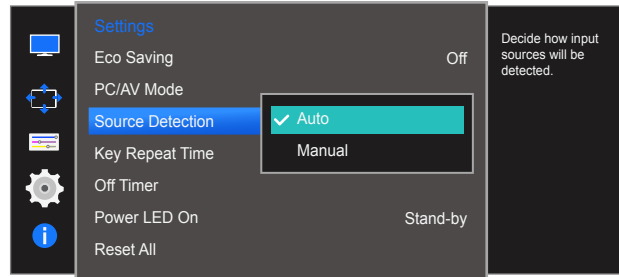 Settings
Eco Saving Off
PC/AV Mode
Source Detection
Auto
Manual
Key Repeat Time
Off Timer
Power LED On Stand-by
Reset All
Decide how input
sources will be
detected.